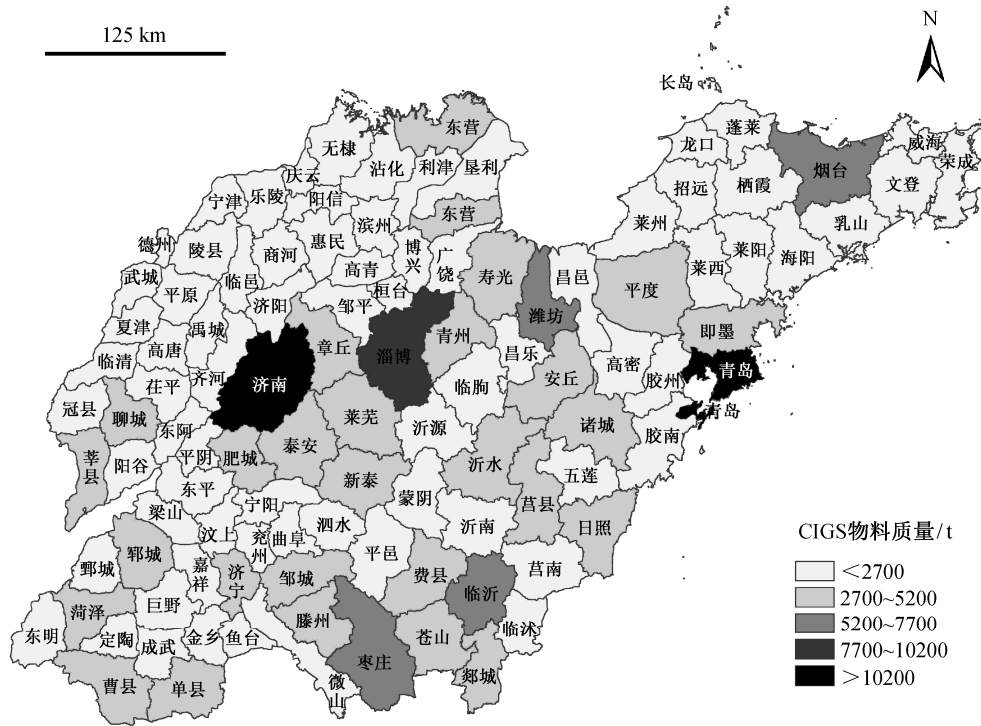 125 km
N
长岛
蓬莱
龙口
威海
荣成
烟台
招远
栖霞
文登
莱州
乳山
莱西
莱阳
海阳
东营
无棣
沾化
利津
垦利
庆云
宁津
乐陵
阳信
东营
滨州
惠民
德州
陵县
商河
博兴
广饶
武城
临邑
高青
桓台
寿光
昌邑
平度
平原
济阳
邹平
潍坊
即墨
夏津
禹城
章丘
淄博
青州
昌乐
临清
高唐
高密
青岛
茌平
齐河
济南
临朐
安丘
胶州
冠县
聊城
莱芜
青岛
东阿
沂源
诸城
胶南
莘县
阳谷
平阴
肥城
泰安
沂水
五莲
东平
新泰
蒙阴
莒县
梁山
宁阳
日照
汶上
兖州
曲阜
泗水
沂南
郓城
平邑
鄄城
嘉祥
济宁
邹城
费县
莒南
菏泽
巨野
滕州
临沂
东明
定陶
成武
金乡
鱼台
苍山
临沭
枣庄
郯城
曹县
单县
微山
CIGS物料质量/t
<2700
2700~5200
5200~7700
7700~10200
>10200